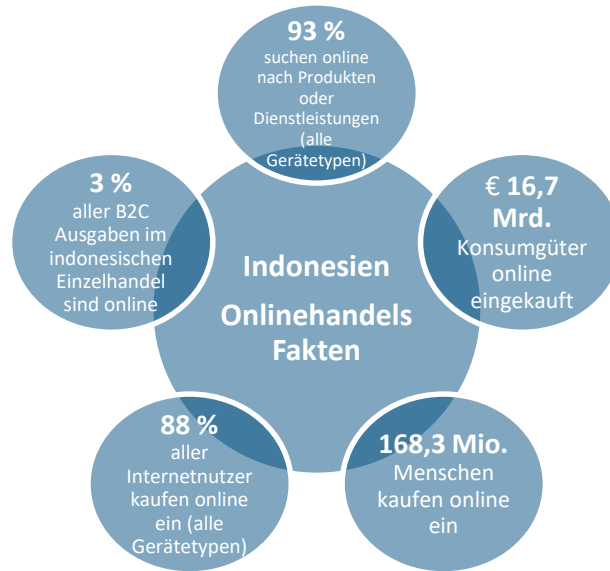 93 %
suchen online
nach Produkten
oder
Dienstleistungen
(alle
Gerätetypen)
3 %
aller B2C
Ausgaben im
indonesischen
Einzelhandel
sind online
€ 16,7
Mrd.
Konsumgüter
online
eingekauft
Indonesien
Onlinehandels
Fakten
88 %
aller
Internetnutzer
kaufen online
ein (alle
Gerätetypen)
168,3 Mio.
Menschen
kaufen online
ein